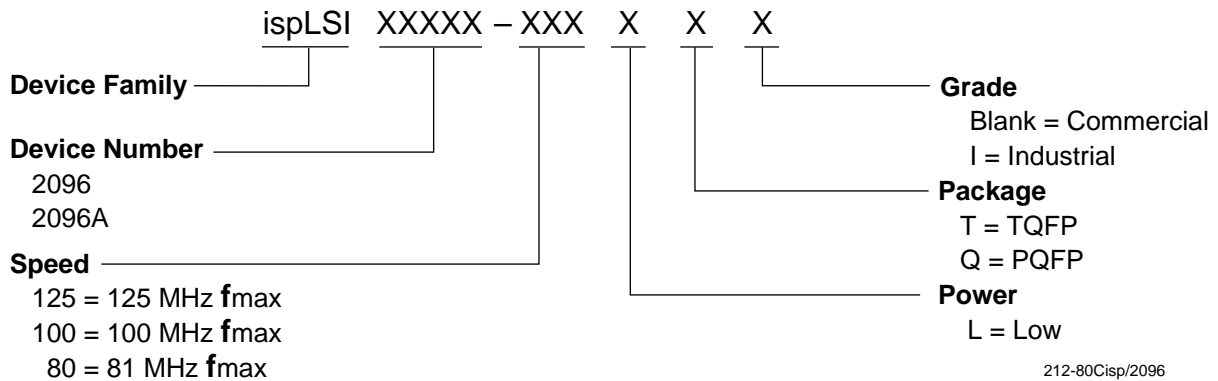 ispLSI XXXXX – XXX X X X
Device Family
Device Number
2096
2096A
Speed
125 = 125 MHz fmax
100 = 100 MHz fmax
80 = 81 MHz fmax
Grade
Blank = Commercial
I = Industrial
Package
T = TQFP
Q = PQFP
Power
L = Low
212-80Cisp/2096